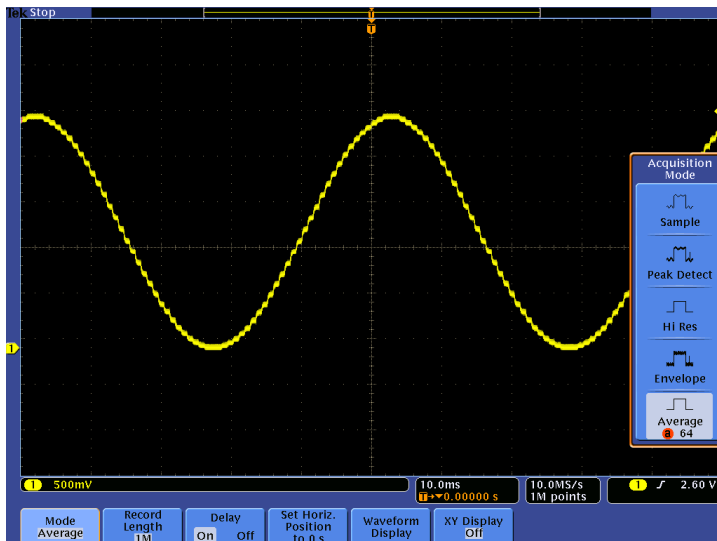 Tek Stop
T
T
Acquisition
Mode
Sample
Peak Detect
Hi Res
Envelope
Average
a 64
1
1 500mV
10.0ms
T→▼0.00000 s
10.0MS/s
1M points
1 2.60 V
Mode
Average
Record
Length
1M
Delay
On Off
Set Horiz.
Position
to 0 s
Waveform
Display
XY Display
Off